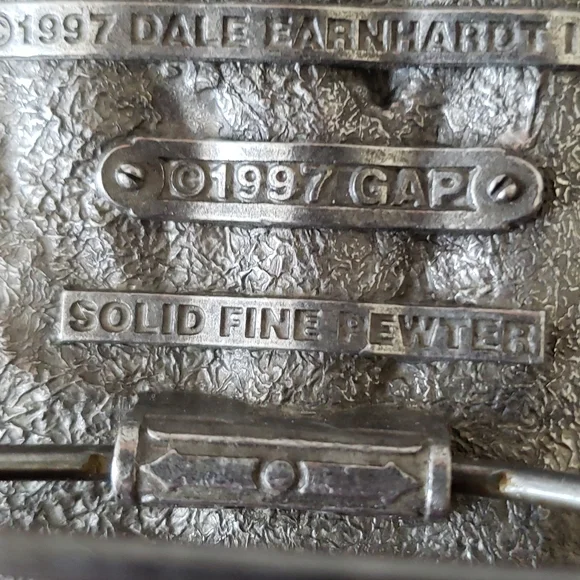 ©1997 DALE EARNHARDT I
©1997 GAP
SOLID FINE PEWTER